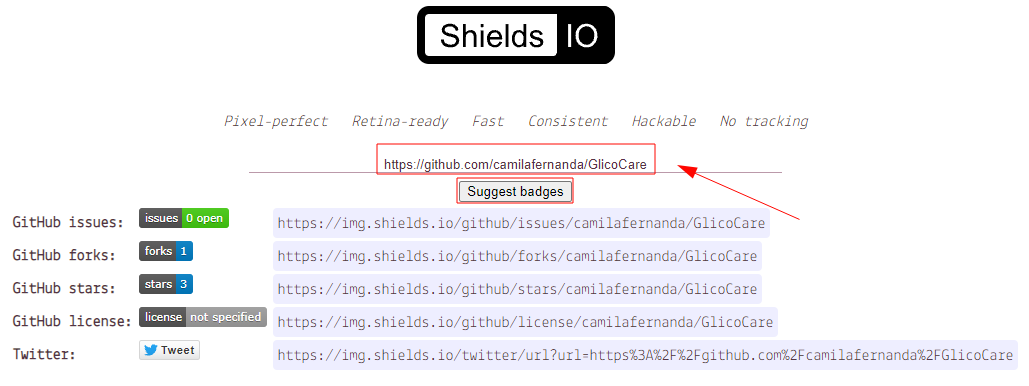 Shields IO
Pixel-perfect Retina-ready Fast Consistent Hackable No tracking
https://github.com/camilafernanda/GlicoCare
Suggest badges
GitHub issues: issues 0 open https://img.shields.io/github/issues/camilafernanda/GlicoCare
GitHub forks: forks 1 https://img.shields.io/github/forks/camilafernanda/GlicoCare
GitHub stars: stars 3 https://img.shields.io/github/stars/camilafernanda/GlicoCare
GitHub license: license not specified https://img.shields.io/github/license/camilafernanda/GlicoCare
Twitter: Tweet https://img.shields.io/twitter/url?url=https%3A%2F%2Fgithub.com%2Fcamilafernanda%2FGlicoCare